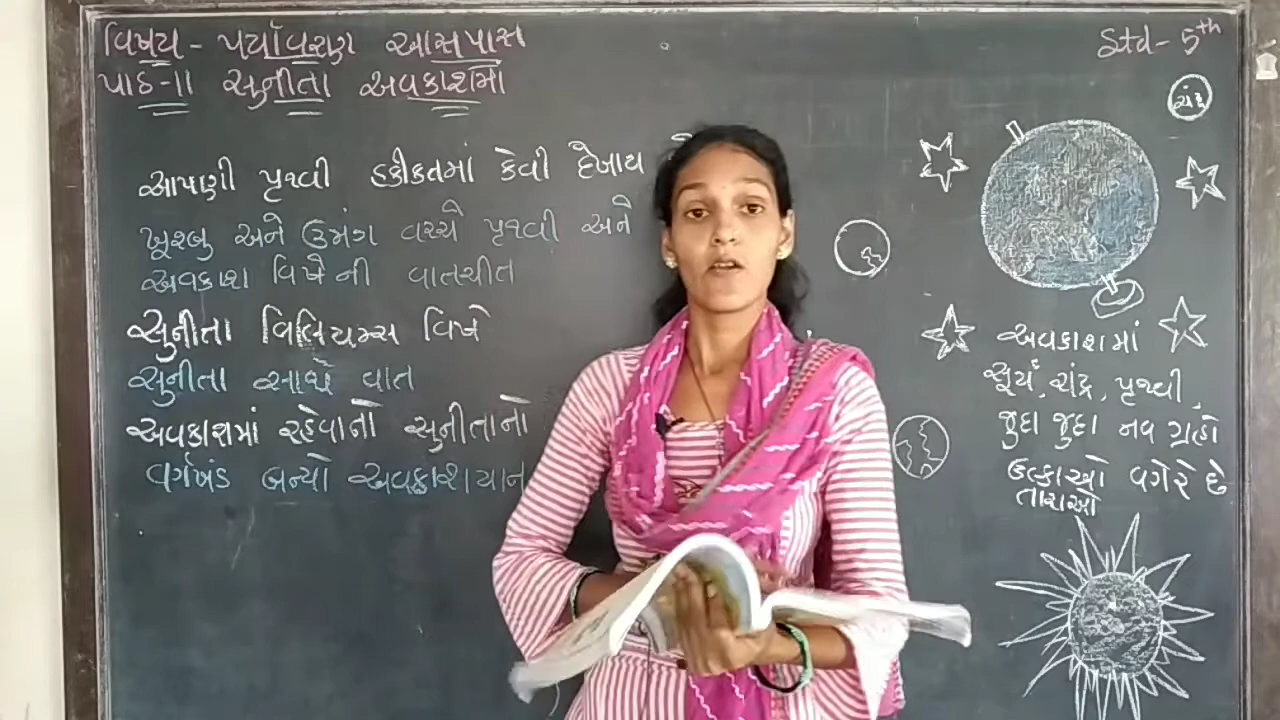 વિષય - પર્યાવરણ આસપાસ
પાઠ-11 સુનીતા અવકાશમાં
Std - 5th
ચંદ્ર
આપણી પૃથ્વી હકીકતમાં કેવી દેખાય
ખૂશ્બુ અને ઉમંગ વચ્ચે પૃથ્વી અને
અવકાશ વિષેની વાતચીત
સુનીતા વિલિયમ્સ વિષે
સુનીતા સાથે વાત
અવકાશમાં રહેવાનો સુનીતાનો
વર્ગખંડ બન્યો અવકાશયાન
અવકાશમાં
સૂર્ય, ચંદ્ર, પૃથ્વી,
જુદા જુદા નવ ગ્રહો
ઉલ્કાઓ વગેરે છે
તારાઓ